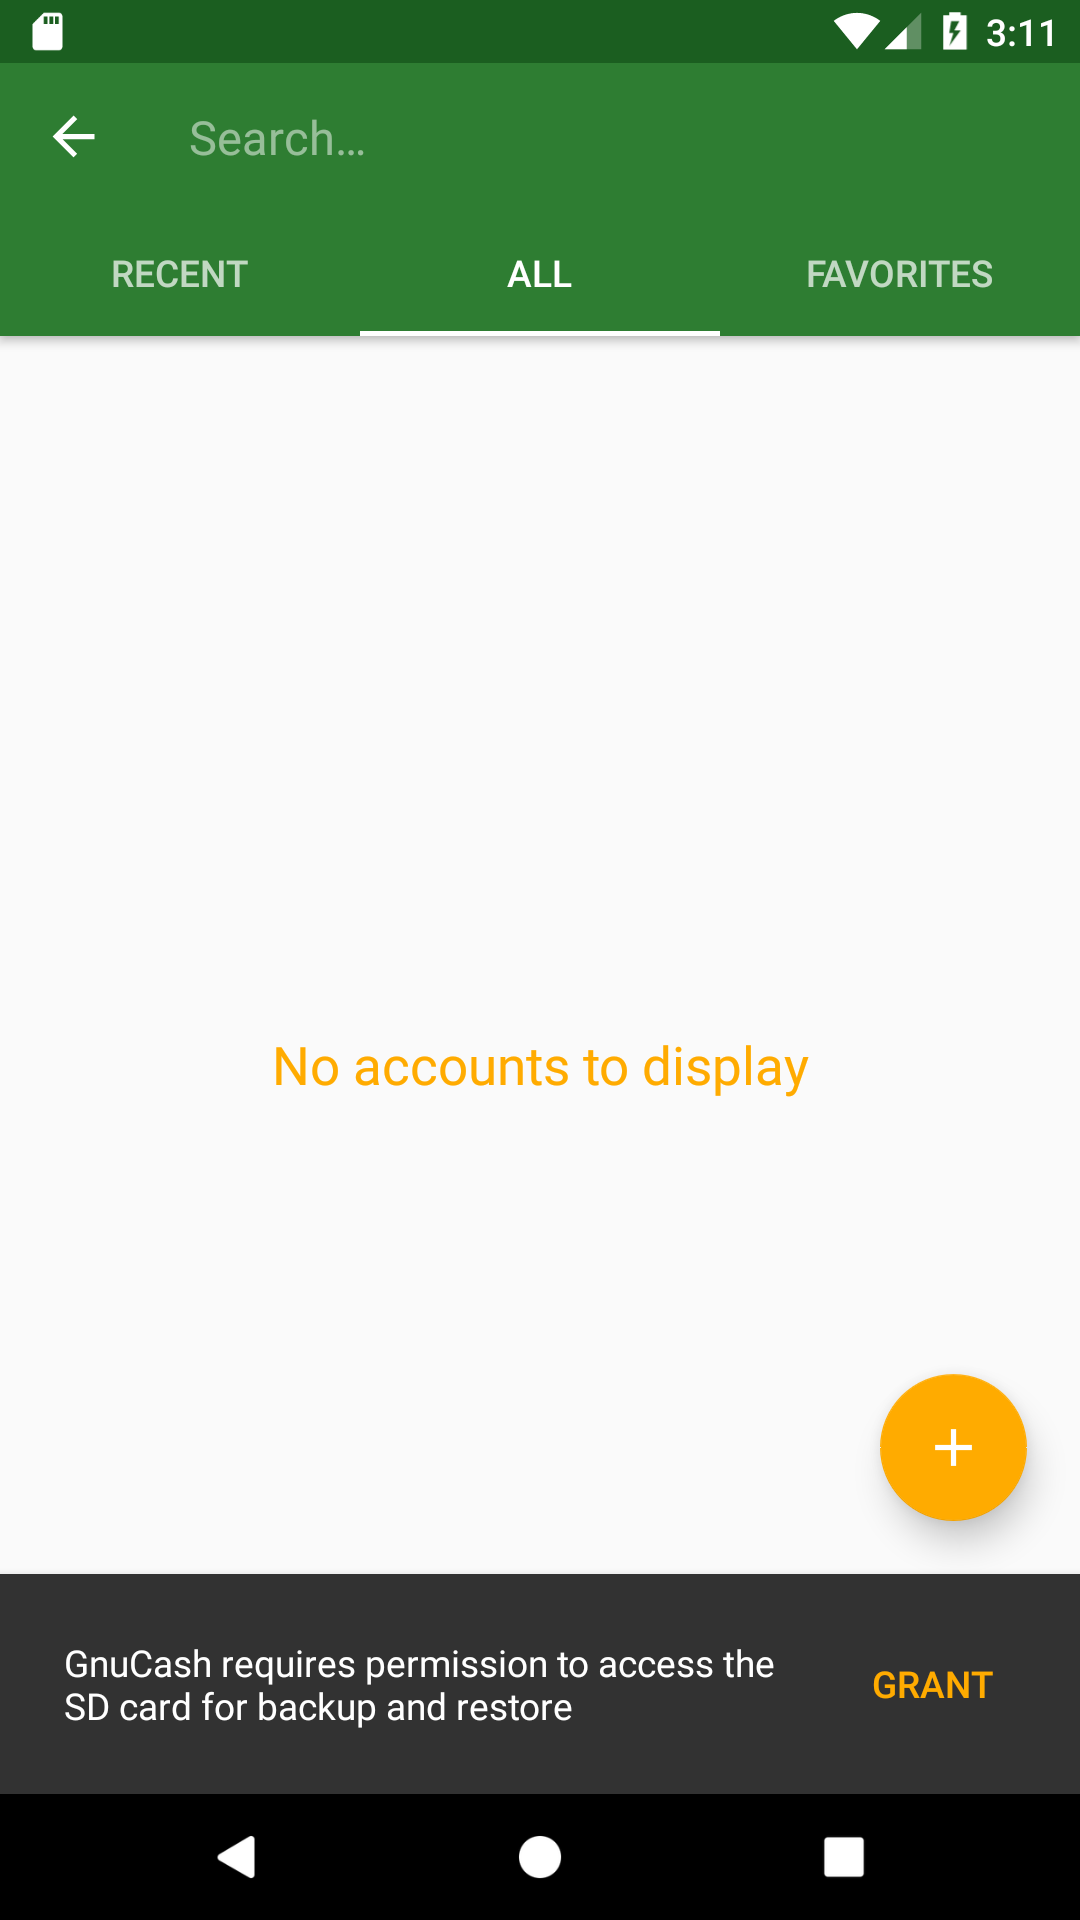 3:11
Search…
RECENT
ALL
FAVORITES
No accounts to display
GnuCash requires permission to access the
SD card for backup and restore
GRANT